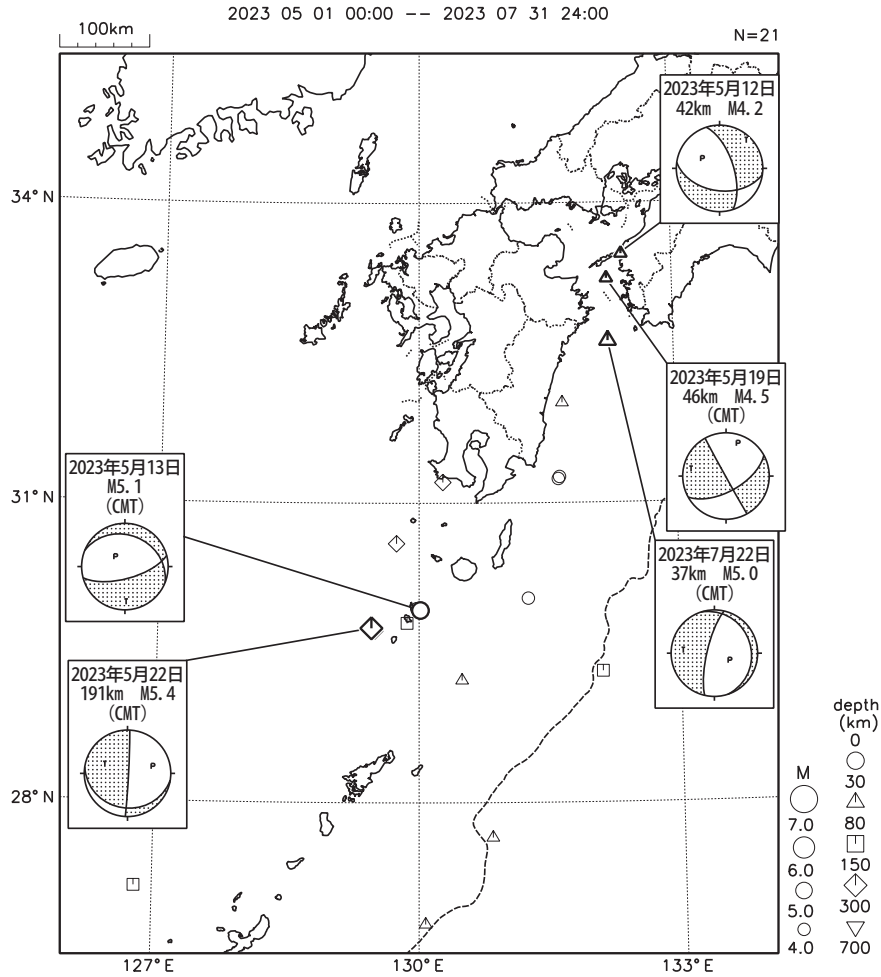 2023 05 01 00:00 -- 2023 07 31 24:00
100km
N=21
2023年5月12日
42km M4.2
P
T
34°N
2023年5月19日
46km M4.5
(CMT)
P
T
2023年5月13日
M5.1
(CMT)
P
T
31°N
2023年7月22日
37km M5.0
(CMT)
T
P
2023年5月22日
191km M5.4
(CMT)
T
P
28°N
127°E
130°E
133°E
M
7.0
6.0
5.0
4.0
depth
(km)
0
30
80
150
300
700